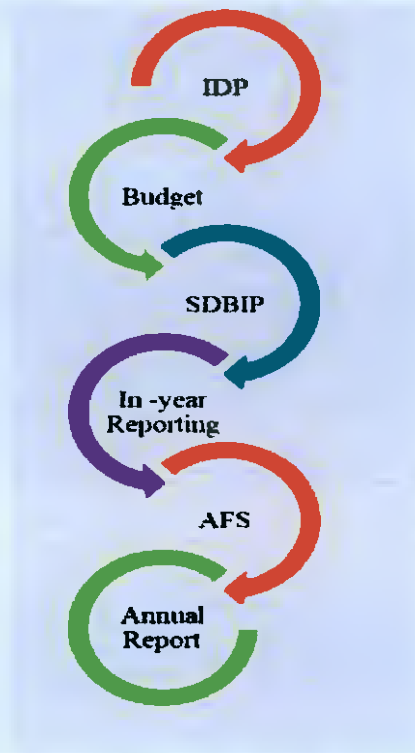 IDP
Budget
SDBIP
In -year
Reporting
AFS
Annual
Report